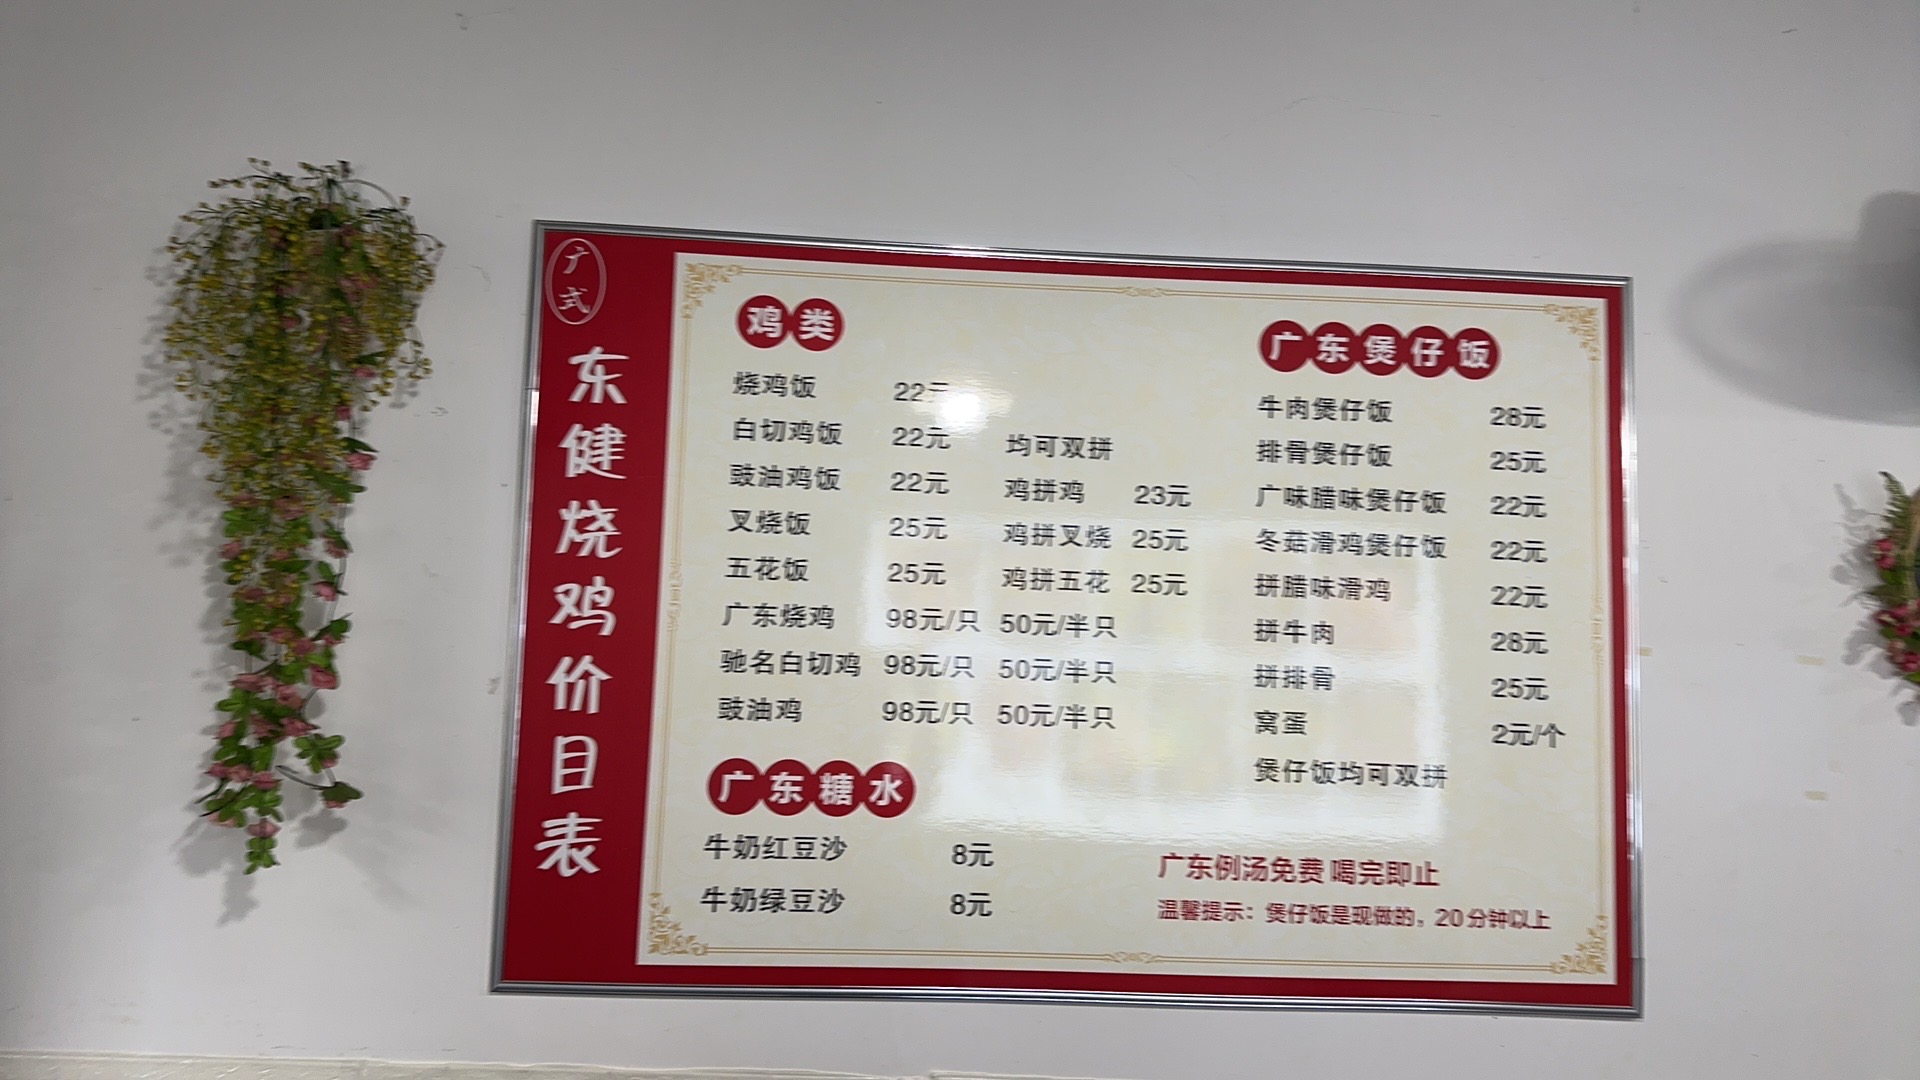 广式
东健烧鸡价目表
鸡类
烧鸡饭 22元
白切鸡饭 22元 均可双拼
豉油鸡饭 22元 鸡拼鸡 23元
叉烧饭 25元 鸡拼叉烧 25元
五花饭 25元 鸡拼五花 25元
广东烧鸡 98元/只 50元/半只
驰名白切鸡 98元/只 50元/半只
豉油鸡 98元/只 50元/半只
广东糖水
牛奶红豆沙 8元
牛奶绿豆沙 8元
广东煲仔饭
牛肉煲仔饭 28元
排骨煲仔饭 25元
广味腊味煲仔饭 22元
冬菇滑鸡煲仔饭 22元
拼腊味滑鸡 22元
拼牛肉 28元
拼排骨 25元
窝蛋 2元/个
煲仔饭均可双拼
广东例汤免费 喝完即止
温馨提示：煲仔饭是现做的，20分钟以上